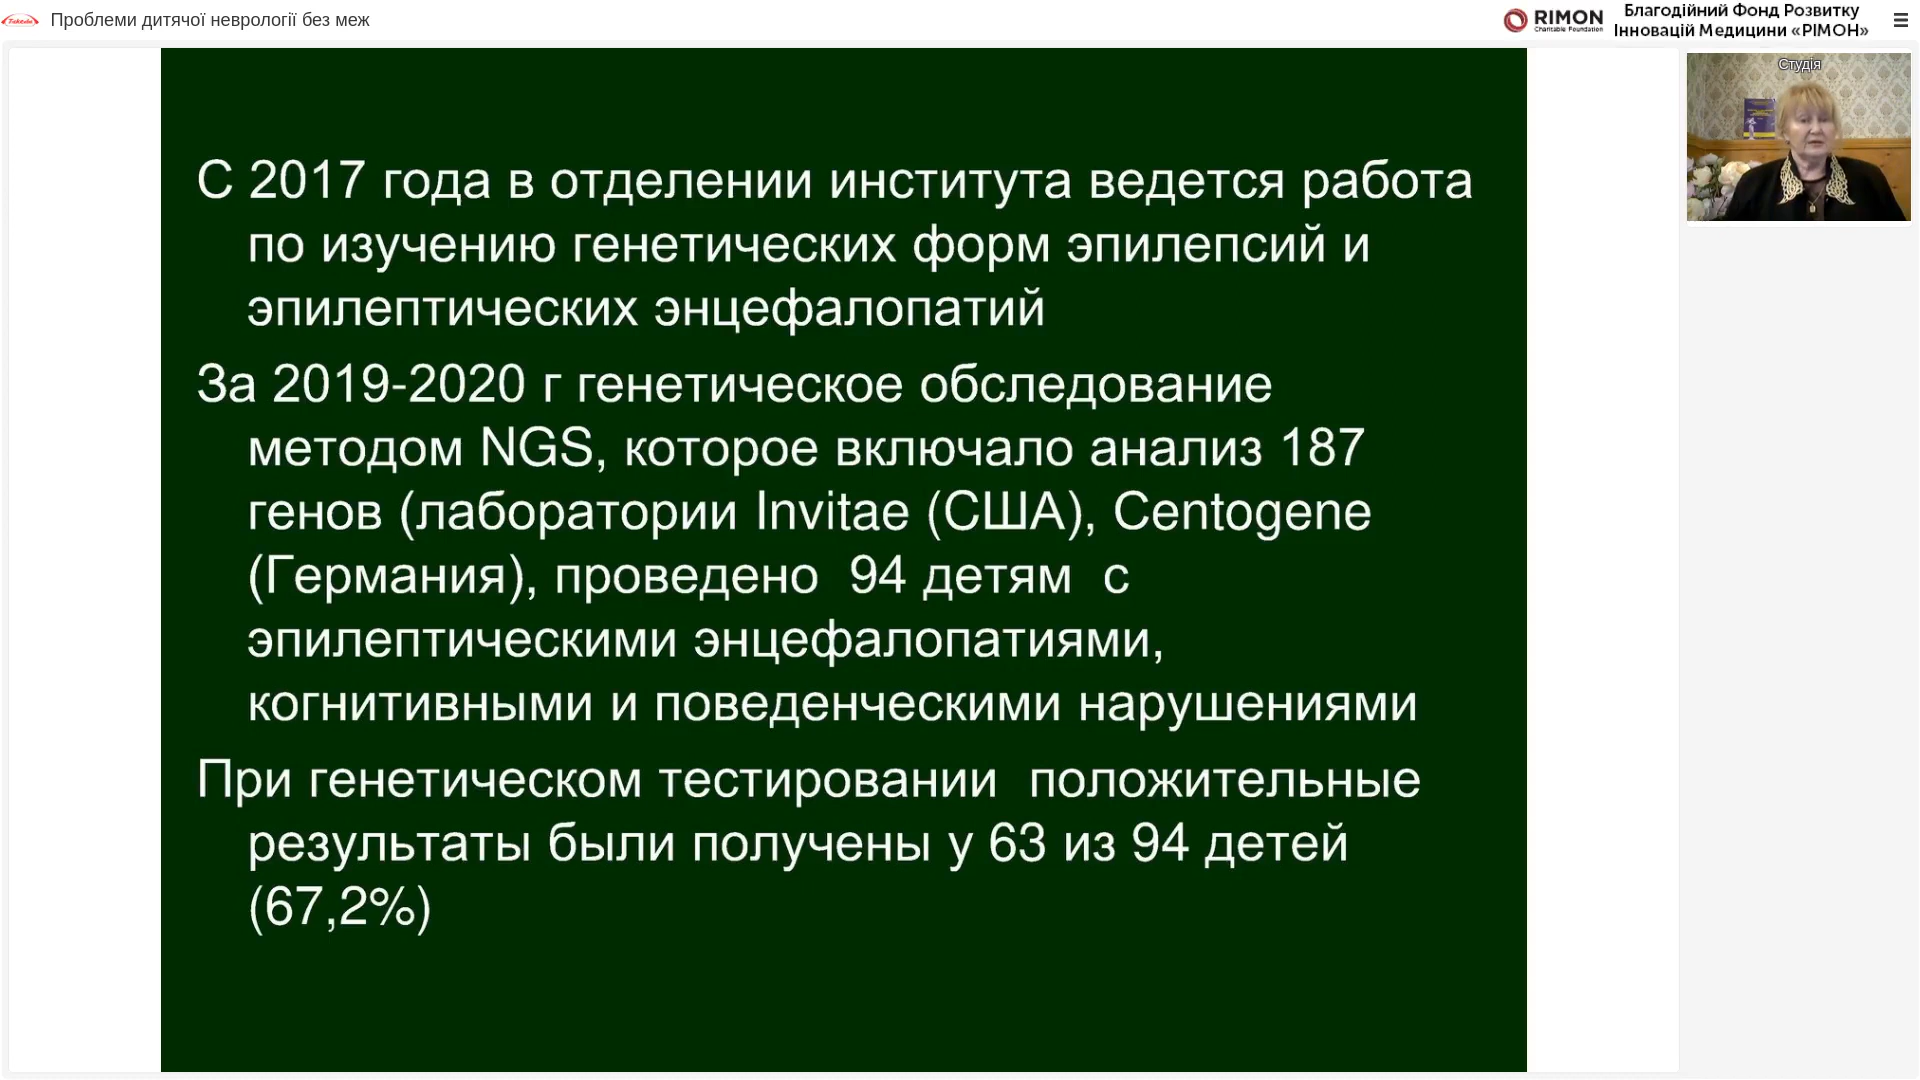 Takeda
Проблеми дитячої неврології без меж
RIMON
Charitable Foundation
Благодійний Фонд Розвитку
Інновацій Медицини «РІМОН»
Студія
С 2017 года в отделении института ведется работа
по изучению генетических форм эпилепсий и
эпилептических энцефалопатий
За 2019-2020 г генетическое обследование
методом NGS, которое включало анализ 187
генов (лаборатории Invitae (США), Centogene
(Германия), проведено  94 детям  с
эпилептическими энцефалопатиями,
когнитивными и поведенческими нарушениями
При генетическом тестировании  положительные
результаты были получены у 63 из 94 детей
(67,2%)